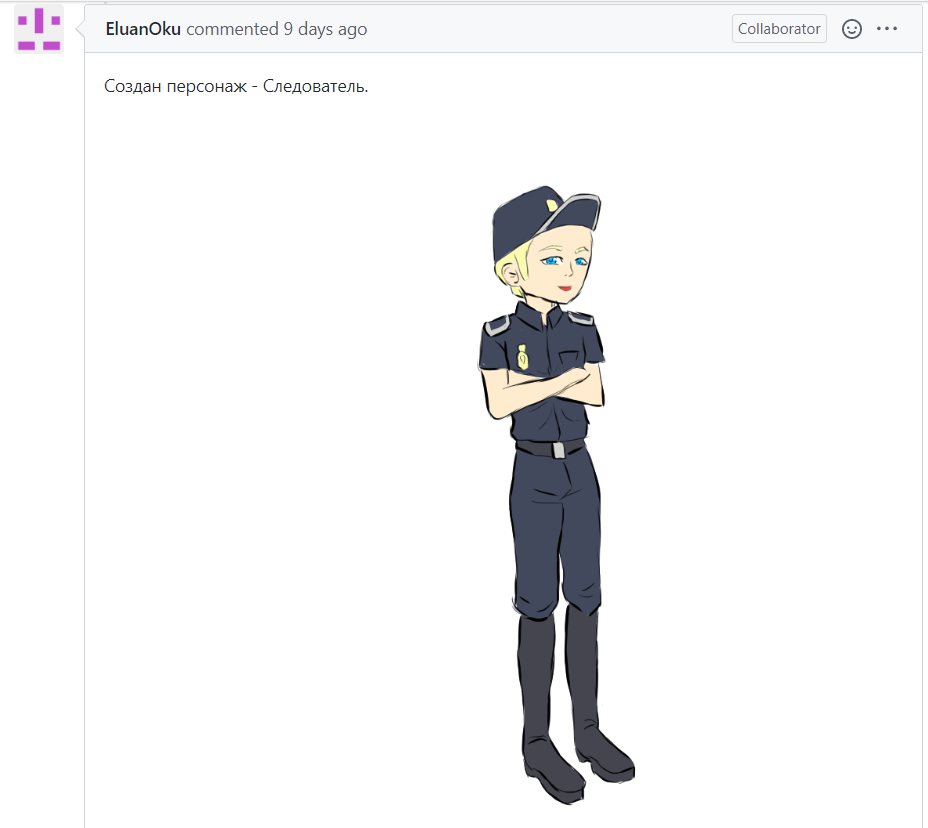 EluanOku commented 9 days ago Collaborator
Создан персонаж - Следователь.